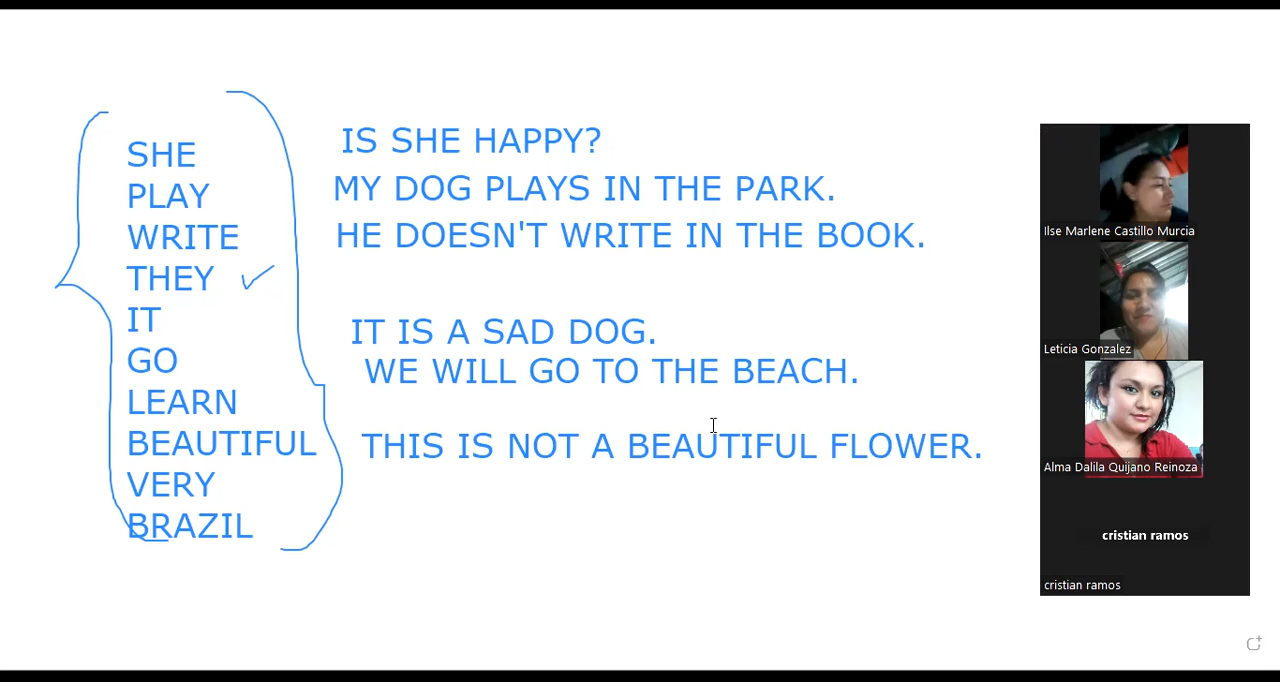 SHE
PLAY
WRITE
THEY
IT
GO
LEARN
BEAUTIFUL
VERY
BRAZIL
IS SHE HAPPY?
MY DOG PLAYS IN THE PARK.
HE DOESN'T WRITE IN THE BOOK.
IT IS A SAD DOG.
WE WILL GO TO THE BEACH.
THIS IS NOT A BEAUTIFUL FLOWER.
Ilse Marlene Castillo Murcia
Leticia Gonzalez
Alma Dalila Quijano Reinoza
cristian ramos
cristian ramos